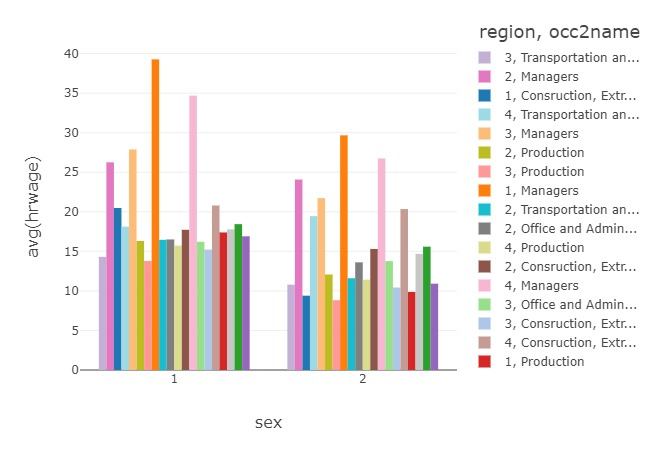 region, occ2name
3, Transportation an...
2, Managers
1, Consruction, Extr...
4, Transportation an...
3, Managers
2, Production
3, Production
1, Managers
2, Transportation an...
2, Office and Admin...
4, Production
2, Consruction, Extr...
4, Managers
3, Office and Admin...
3, Consruction, Extr...
4, Consruction, Extr...
1, Production
avg(hrwage)
40
35
30
25
20
15
10
5
0
1 2
sex